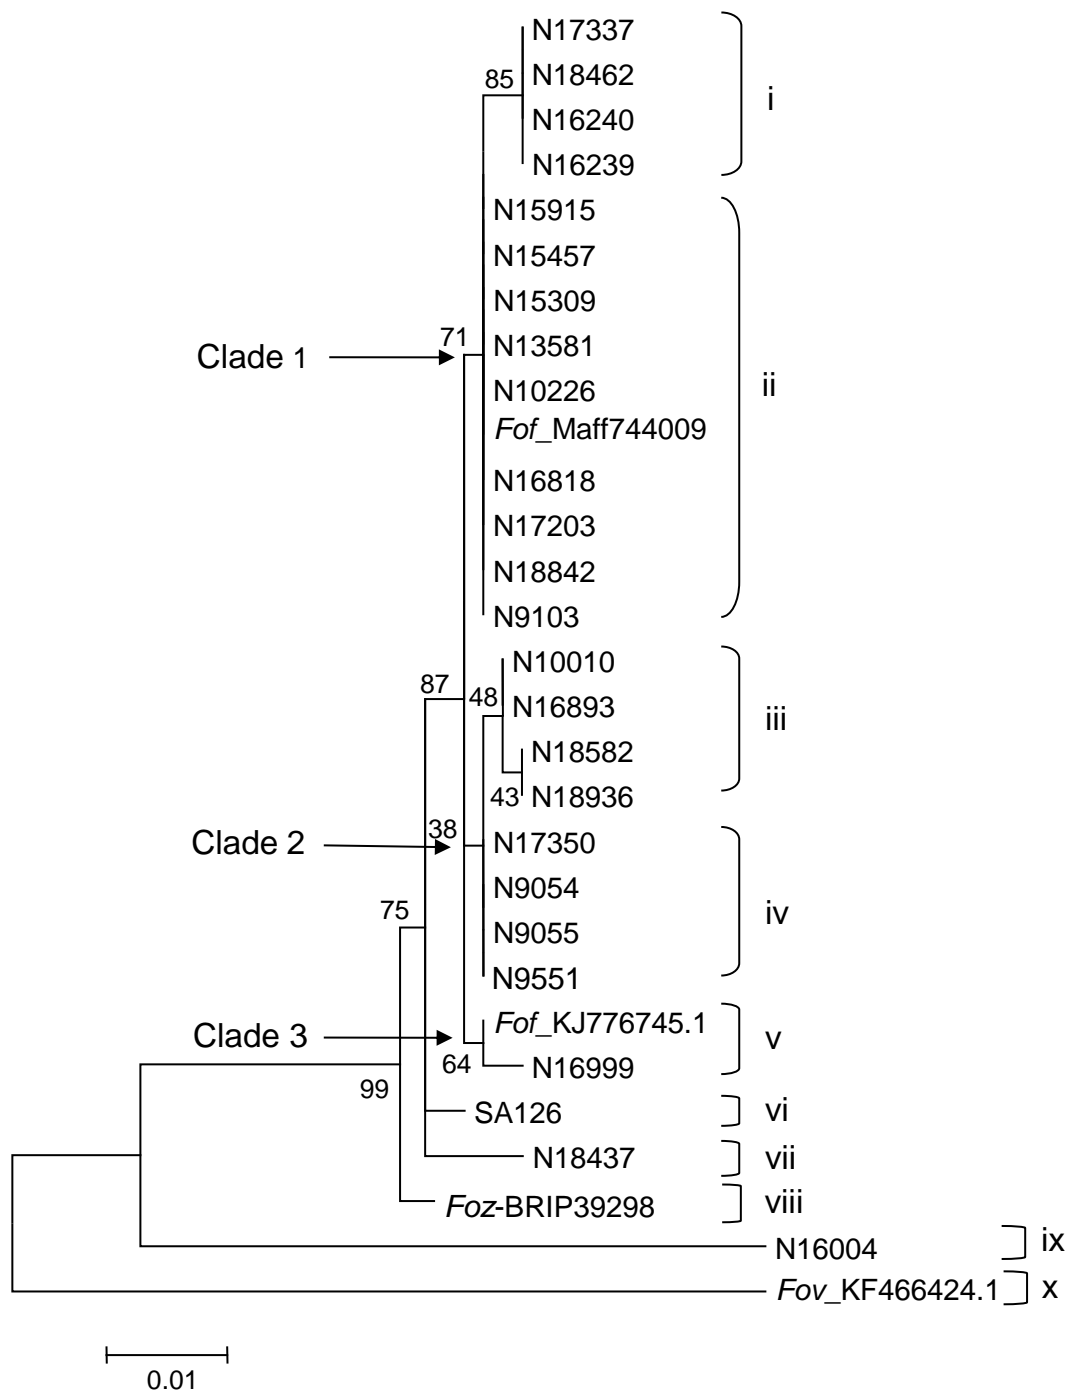 N17337
N18462
85
i
N16240
N16239
N15915
N15457
N15309
71
N13581
Clade 1
ii
N10226
Fof_Maff744009
N16818
N17203
N18842
N9103
N10010
87
48
N16893
iii
N18582
43
N18936
38
Clade 2
N17350
N9054
75
iv
N9055
N9551
Fof_KJ776745.1
Clade 3
v
64
N16999
99
SA126
vi
N18437
vii
Foz-BRIP39298
viii
N16004
ix
Fov_KF466424.1
x
0.01